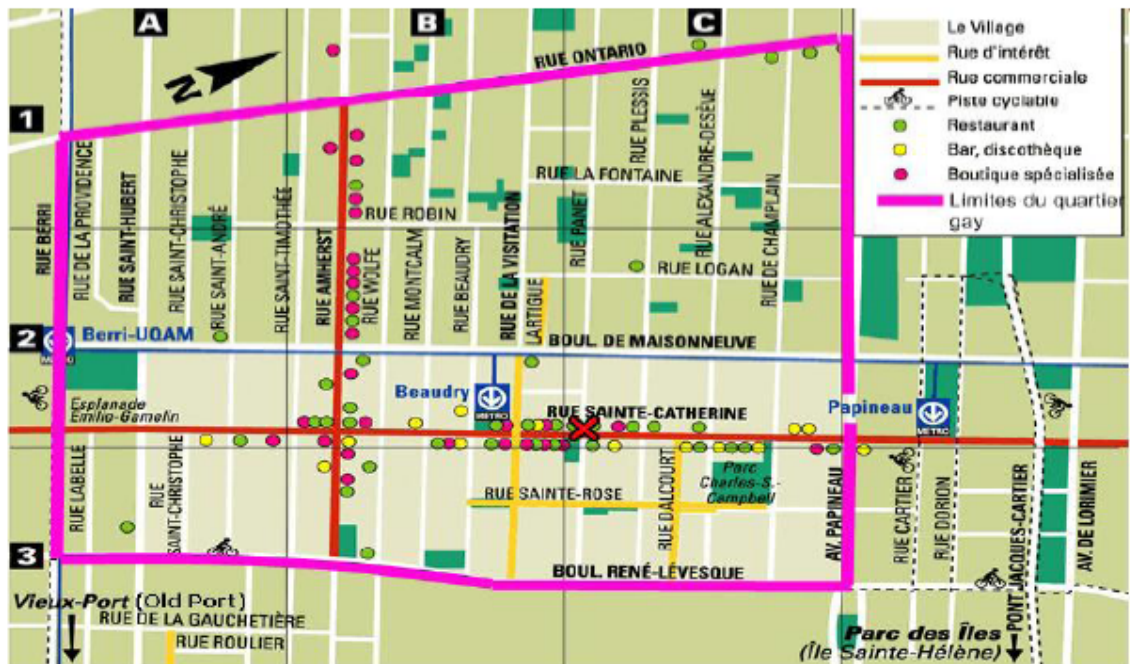 A
B
C
1
2
3
N
RUE ONTARIO
Le Village
Rue d'intérêt
Rue commerciale
Piste cyclable
Restaurant
Bar, discothèque
Boutique spécialisée
Limites du quartier
gay
RUE BERRI
RUE DE LA PROVIDENCE
RUE SAINT-HUBERT
RUE SAINT-CHRISTOPHE
RUE SAINT-ANDRÉ
RUE SAINT-TIMOTHÉE
RUE AMHERST
RUE WOLFE
RUE ROBIN
RUE MONTCALM
RUE BEAUDRY
RUE DE LA VISITATION
LARTIGUE
RUE PANET
RUE PLESSIS
RUE ALEXANDRE-DESÈVE
RUE DE CHAMPLAIN
RUE LA FONTAINE
RUE LOGAN
Berri-UQAM
METRO
BOUL. DE MAISONNEUVE
Beaudry
METRO
RUE SAINTE-CATHERINE
Papineau
METRO
Esplanade
Emilie-Gamelin
RUE LABELLE
RUE
SAINT-CHRISTOPHE
RUE SAINTE-ROSE
RUE DALCOURT
Parc
Charles-S.-
Campbell
AV. PAPINEAU
RUE CARTIER
RUE DORION
PONT JACQUES-CARTIER
AV. DE LORIMIER
BOUL. RENÉ-LÉVESQUE
Vieux-Port (Old Port)
RUE DE LA GAUCHETIÈRE
RUE ROULIER
Parc des Îles
(Île Sainte-Hélène)